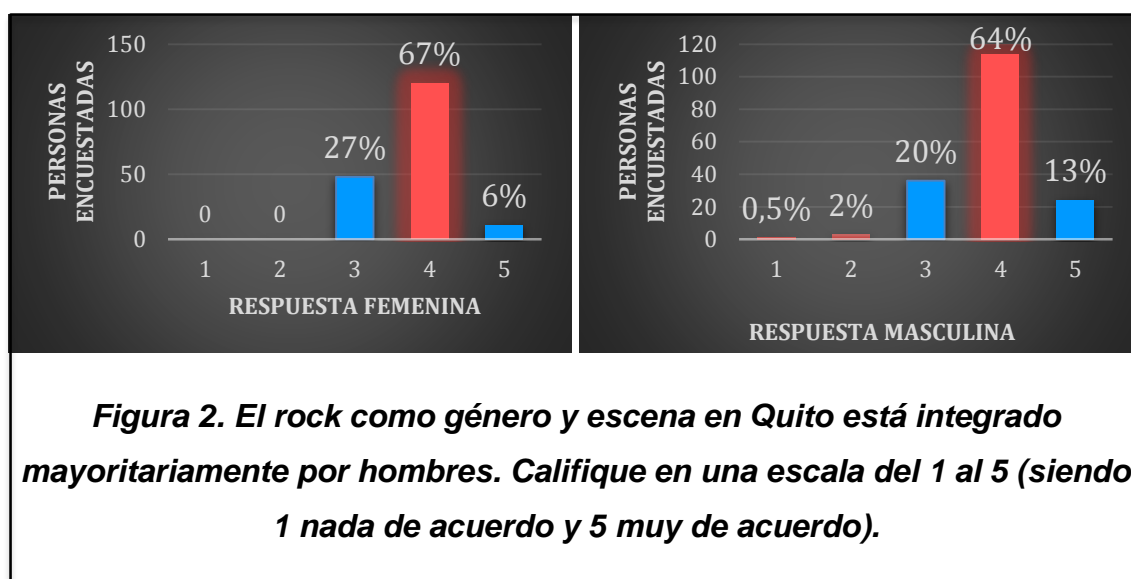 150
100
50
0
PERSONAS
ENCUESTADAS
0
0
27%
67%
6%
1 2 3 4 5
RESPUESTA FEMENINA
120
100
80
60
40
20
0
PERSONAS
ENCUESTADAS
0,5%
2%
20%
64%
13%
1 2 3 4 5
RESPUESTA MASCULINA
Figura 2. El rock como género y escena en Quito está integrado
mayoritariamente por hombres. Califique en una escala del 1 al 5 (siendo
1 nada de acuerdo y 5 muy de acuerdo).